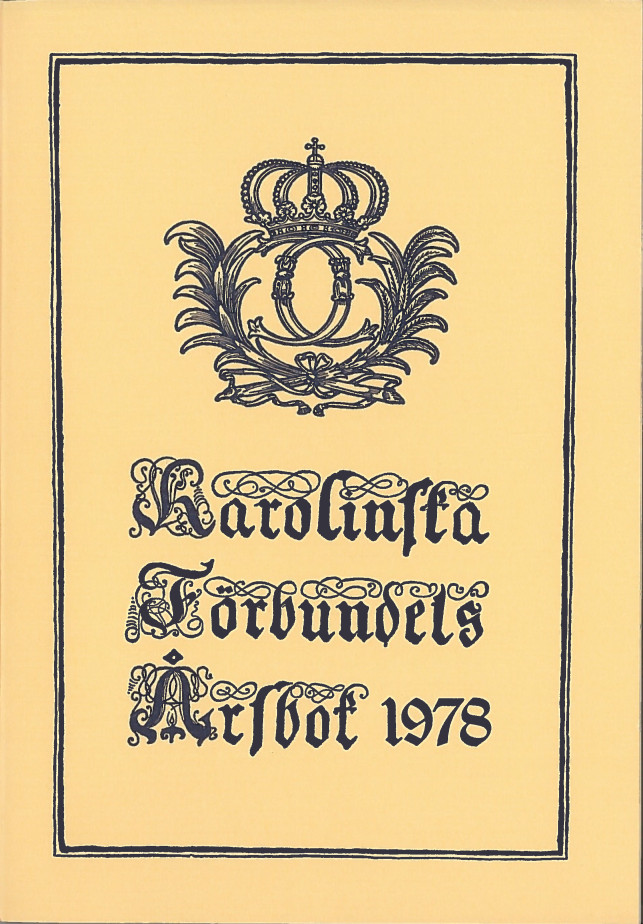 Karolinska
Förbundets
Årsbok 1978